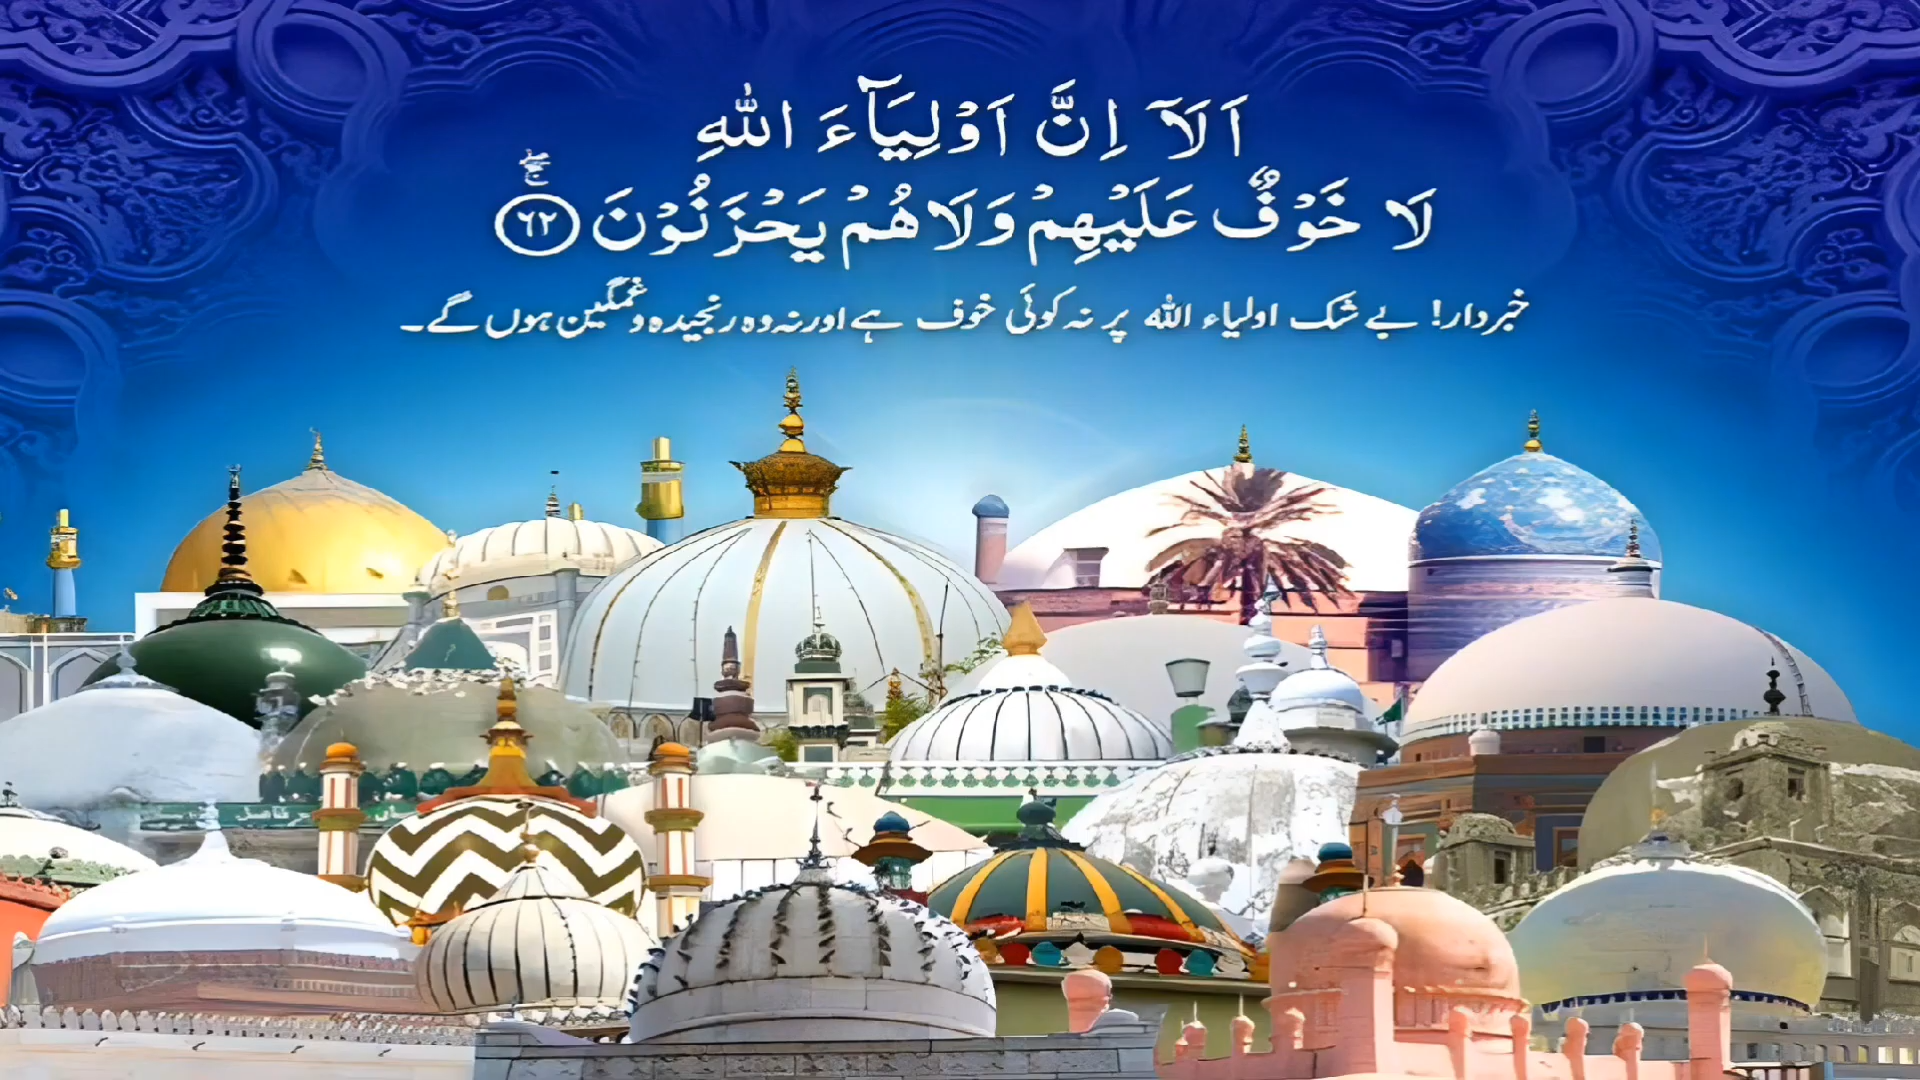 اَلَآ اِنَّ اَوْلِيَآءَ اللّٰهِ
لَا خَوْفٌ عَلَيْهِمْ وَلَا هُمْ يَحْزَنُوْنَ ۚۖ ﴿٦٢﴾
خبردار! بے شک اولیاء اللہ پر نہ کوئی خوف ہے اور نہ وہ رنجیدہ و غمگین ہوں گے۔